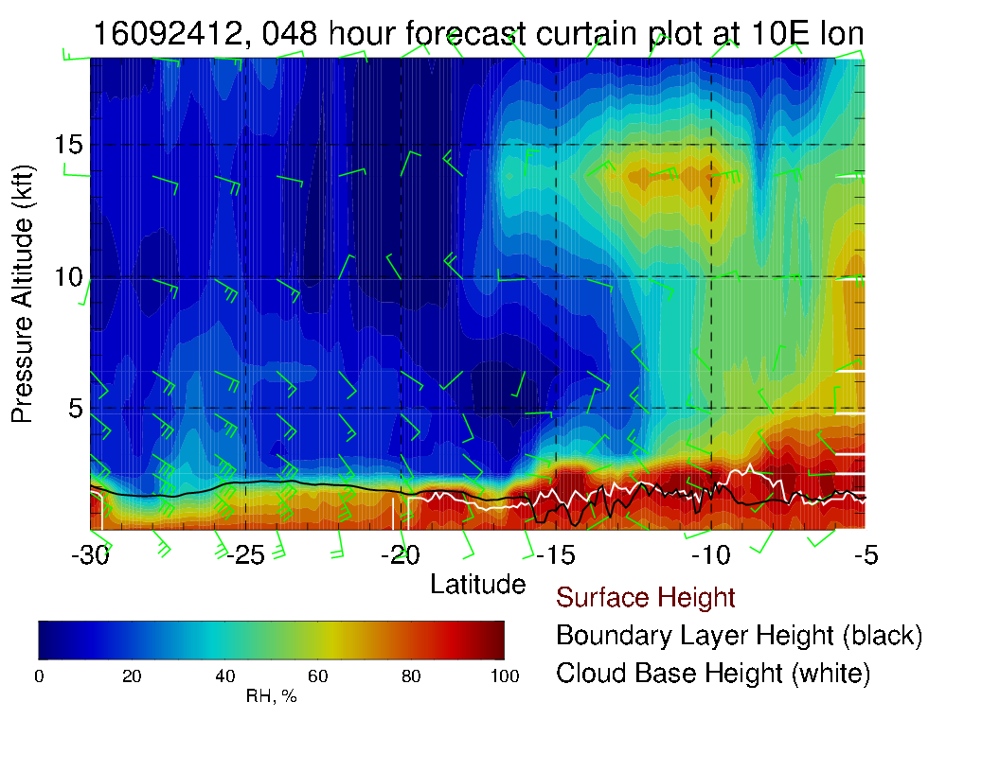 16092412, 048 hour forecast curtain plot at 10E lon
Pressure Altitude (kft)
15
10
5
-30 -25 -20 -15 -10 -5
Latitude
Surface Height
Boundary Layer Height (black)
Cloud Base Height (white)
0 20 40 60 80 100
RH, %